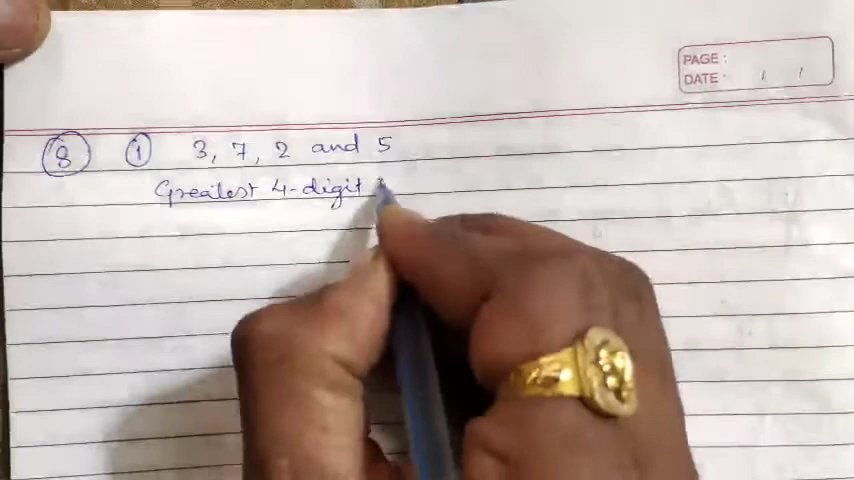 PAGE :
DATE : / /
8 1 3, 7, 2 and 5
Greatest 4-digit